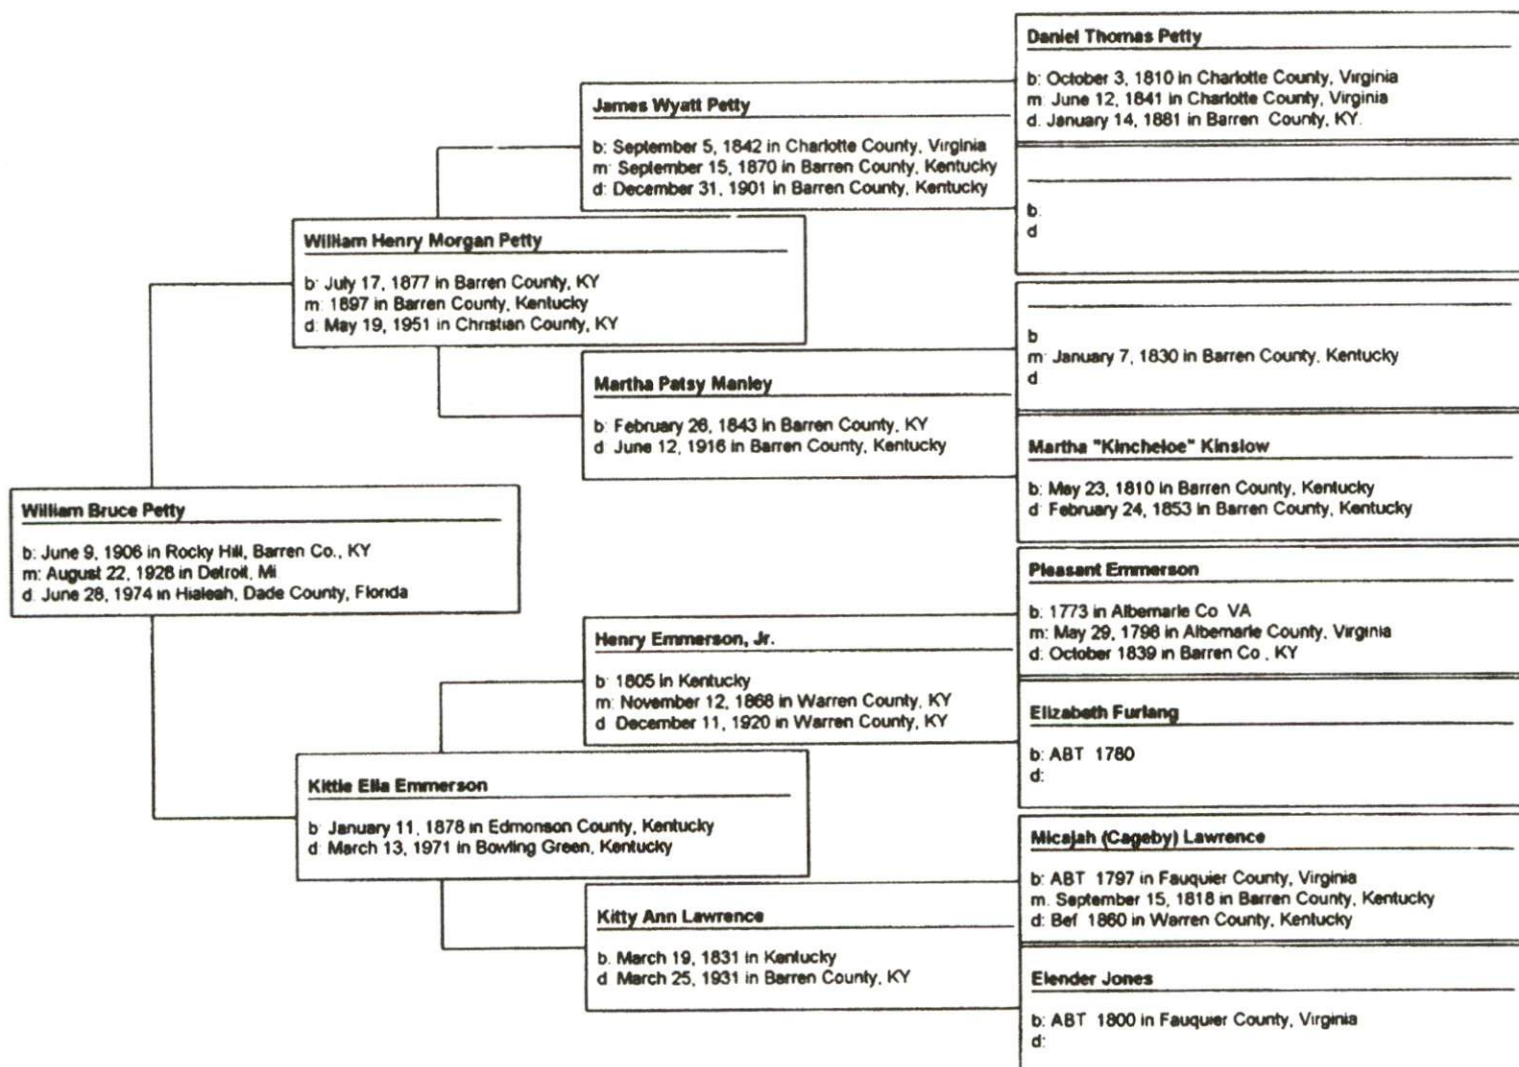 William Bruce Petty
b: June 9, 1906 in Rocky Hill, Barren Co., KY
m: August 22, 1928 in Detroit, Mi
d: June 28, 1974 in Hialeah, Dade County, Florida
William Henry Morgan Petty
b: July 17, 1877 in Barren County, KY
m: 1897 in Barren County, Kentucky
d: May 19, 1951 in Christian County, KY
Kittie Ella Emmerson
b: January 11, 1878 in Edmonson County, Kentucky
d: March 13, 1971 in Bowling Green, Kentucky
James Wyatt Petty
b: September 5, 1842 in Charlotte County, Virginia
m: September 15, 1870 in Barren County, Kentucky
d: December 31, 1901 in Barren County, Kentucky
Martha Patsy Manley
b: February 26, 1843 in Barren County, KY
d: June 12, 1916 in Barren County, Kentucky
Henry Emmerson, Jr.
b: 1805 in Kentucky
m: November 12, 1868 in Warren County, KY
d: December 11, 1920 in Warren County, KY
Kitty Ann Lawrence
b. March 19, 1831 in Kentucky
d March 25, 1931 in Barren County, KY
Daniel Thomas Petty
b: October 3, 1810 in Charlotte County, Virginia
m: June 12, 1841 in Charlotte County, Virginia
d. January 14, 1881 in Barren County, KY.
b.
d
b
m: January 7, 1830 in Barren County, Kentucky
d
Martha "Kincheloe" Kinslow
b: May 23, 1810 in Barren County, Kentucky
d: February 24, 1853 in Barren County, Kentucky
Pleasant Emmerson
b: 1773 in Albemarle Co VA
m: May 29, 1798 in Albemarle County, Virginia
d: October 1839 in Barren Co , KY
Elizabeth Furlang
b: ABT 1780
d:
Micajah (Cageby) Lawrence
b: ABT 1797 in Fauquier County, Virginia
m. September 15, 1818 in Barren County, Kentucky
d: Bef 1860 in Warren County, Kentucky
Elender Jones
b: ABT 1800 in Fauquier County, Virginia
d: